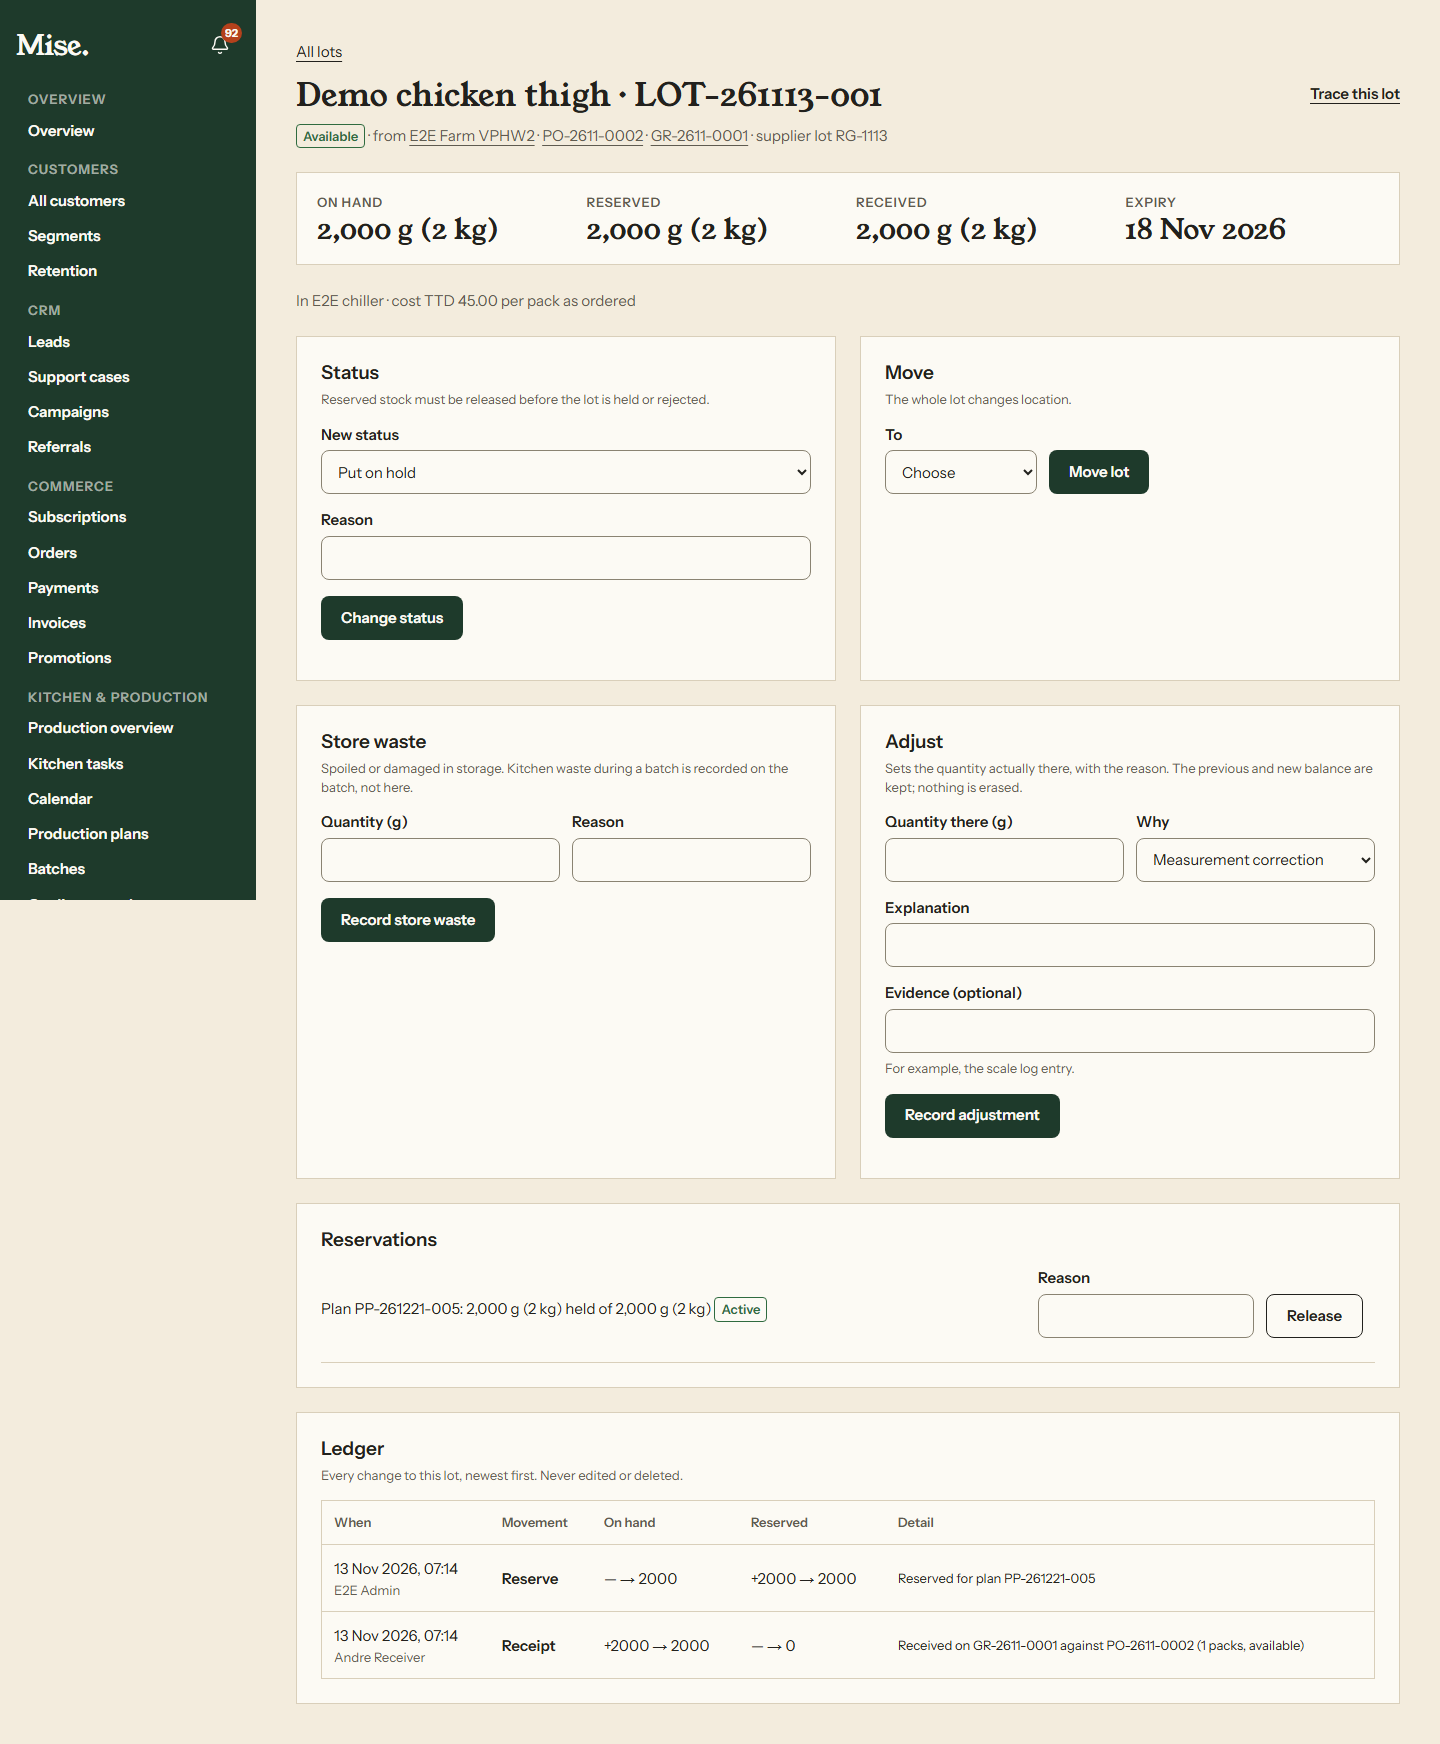 Mise.
92
OVERVIEW
Overview
CUSTOMERS
All customers
Segments
Retention
CRM
Leads
Support cases
Campaigns
Referrals
COMMERCE
Subscriptions
Orders
Payments
Invoices
Promotions
KITCHEN & PRODUCTION
Production overview
Kitchen tasks
Calendar
Production plans
Batches
All lots
Demo chicken thigh · LOT-261113-001
Trace this lot
Available · from E2E Farm VPHW2 · PO-2611-0002 · GR-2611-0001 · supplier lot RG-1113
ON HAND
2,000 g (2 kg)
RESERVED
2,000 g (2 kg)
RECEIVED
2,000 g (2 kg)
EXPIRY
18 Nov 2026
In E2E chiller · cost TTD 45.00 per pack as ordered
Status
Reserved stock must be released before the lot is held or rejected.
New status
Put on hold
Reason
Change status
Move
The whole lot changes location.
To
Choose
Move lot
Store waste
Spoiled or damaged in storage. Kitchen waste during a batch is recorded on the
batch, not here.
Quantity (g)
Reason
Record store waste
Adjust
Sets the quantity actually there, with the reason. The previous and new balance are
kept; nothing is erased.
Quantity there (g)
Why
Measurement correction
Explanation
Evidence (optional)
For example, the scale log entry.
Record adjustment
Reservations
Plan PP-261221-005: 2,000 g (2 kg) held of 2,000 g (2 kg) Active
Reason
Release
Ledger
Every change to this lot, newest first. Never edited or deleted.
When Movement On hand Reserved Detail
13 Nov 2026, 07:14
E2E Admin
Reserve
— → 2000
+2000 → 2000
Reserved for plan PP-261221-005
13 Nov 2026, 07:14
Andre Receiver
Receipt
+2000 → 2000
— → 0
Received on GR-2611-0001 against PO-2611-0002 (1 packs, available)